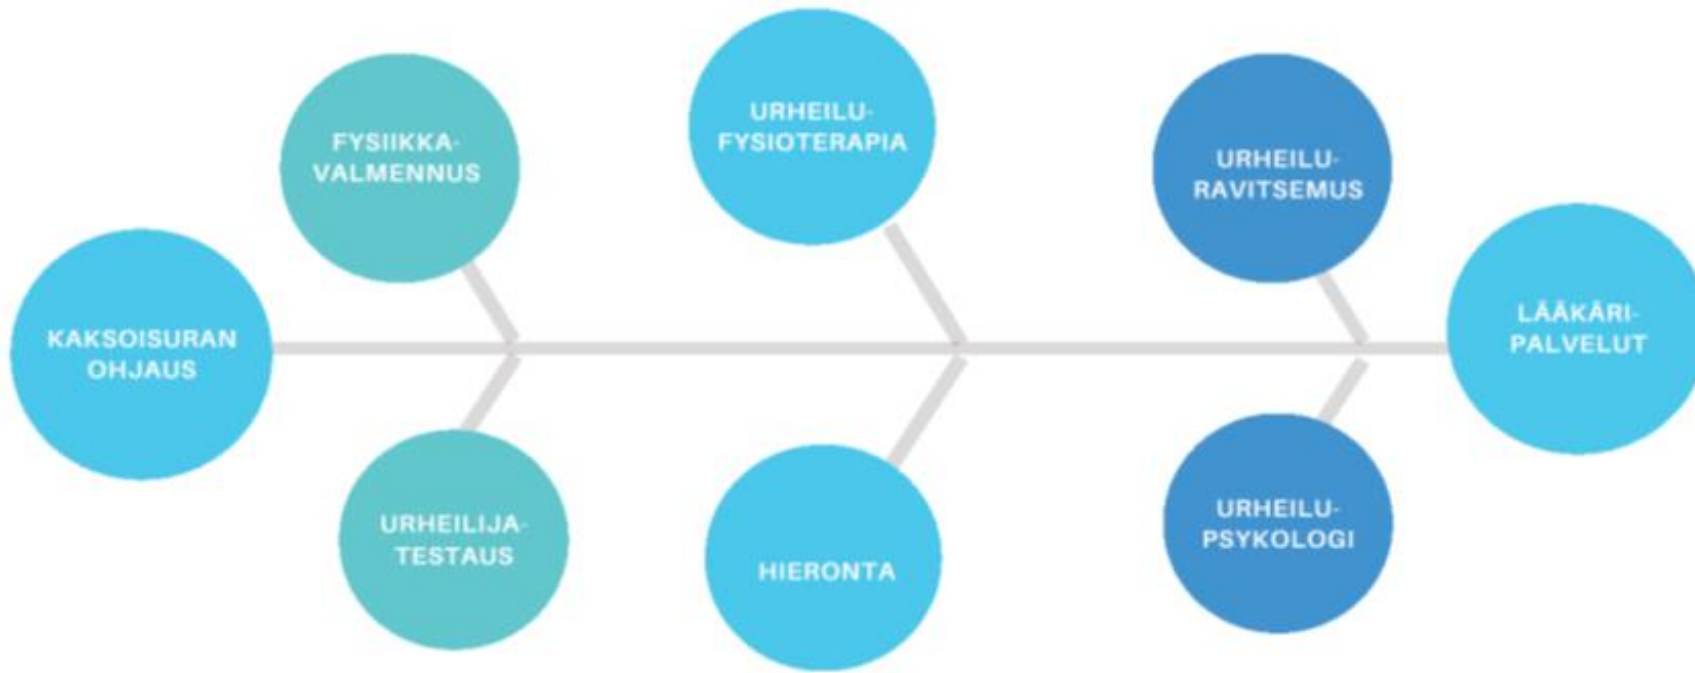 FYSIIKKA-
VALMENNUS
URHEILU-
FYSIOTERAPIA
URHEILU-
RAVITSEMUS
KAKSOISURAN
OHJAUS
LÄÄKÄRI-
PALVELUT
URHEILIJA-
TESTAUS
HIERONTA
URHEILU-
PSYKOLOGI